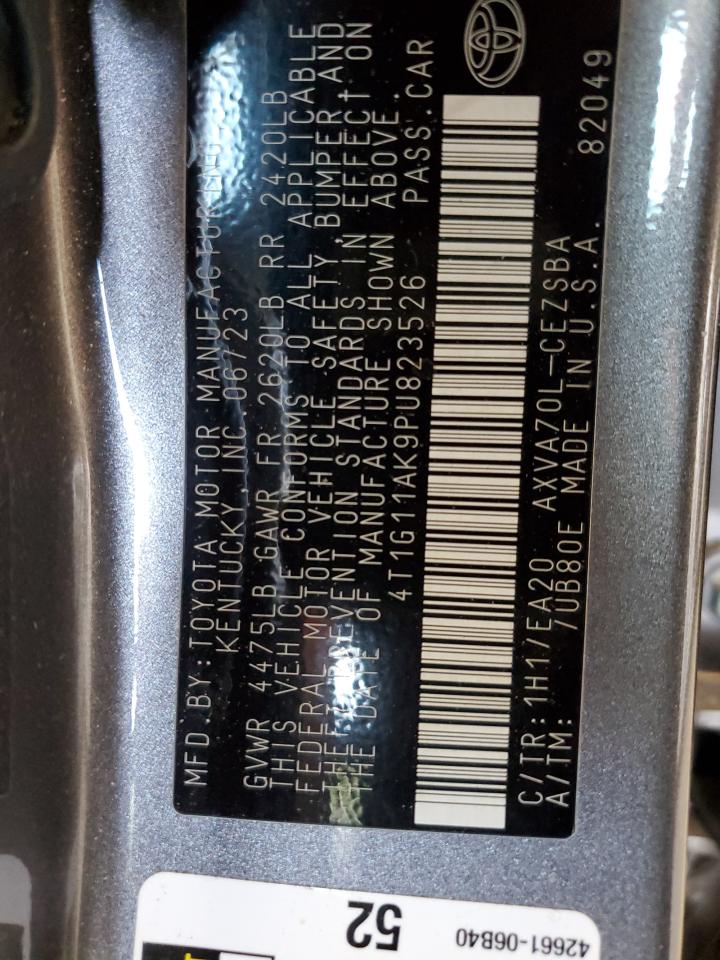 MFD.BY:TOYOTA MOTOR MANUFACTURING,
KENTUCKY, INC. 06/23
GVWR 4475LB GAWR FR 2620LB RR 2420LB
THIS VEHICLE CONFORMS TO ALL APPLICABLE
FEDERAL MOTOR VEHICLE SAFETY, BUMPER, AND
THEFT PREVENTION STANDARDS IN EFFECT ON
THE DATE OF MANUFACTURE SHOWN ABOVE.
4T1G11AK9PU823526 PASS.CAR
C/TR:1H17/EA20 AXVA70L-CEZSBA
A/TM: /UB80E MADE IN U.S.A. 82049
52
42661-06B40